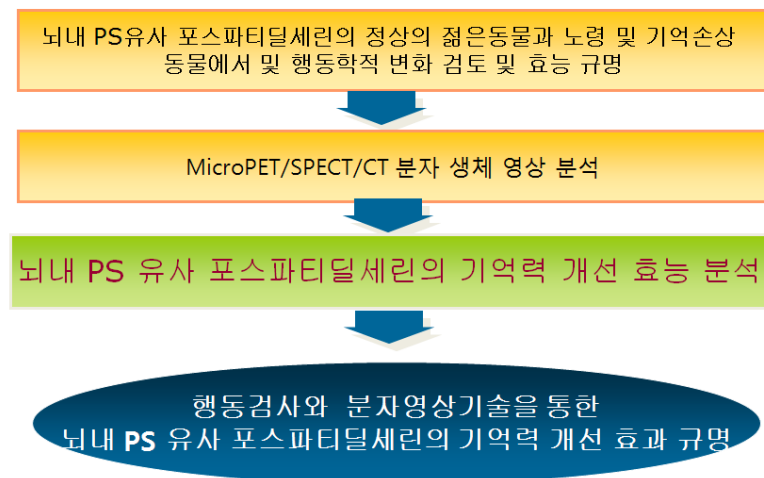 뇌내 PS유사 포스파티딜세린의 정상의 젊은동물과 노령 및 기억손상
동물에서 및 행동학적 변화 검토 및 효능 규명
MicroPET/SPECT/CT 분자 생체 영상 분석
뇌내 PS 유사 포스파티딜세린의 기억력 개선 효능 분석
행동검사와 분자영상기술을 통한
뇌내 PS 유사 포스파티딜세린의 기억력 개선 효과 규명